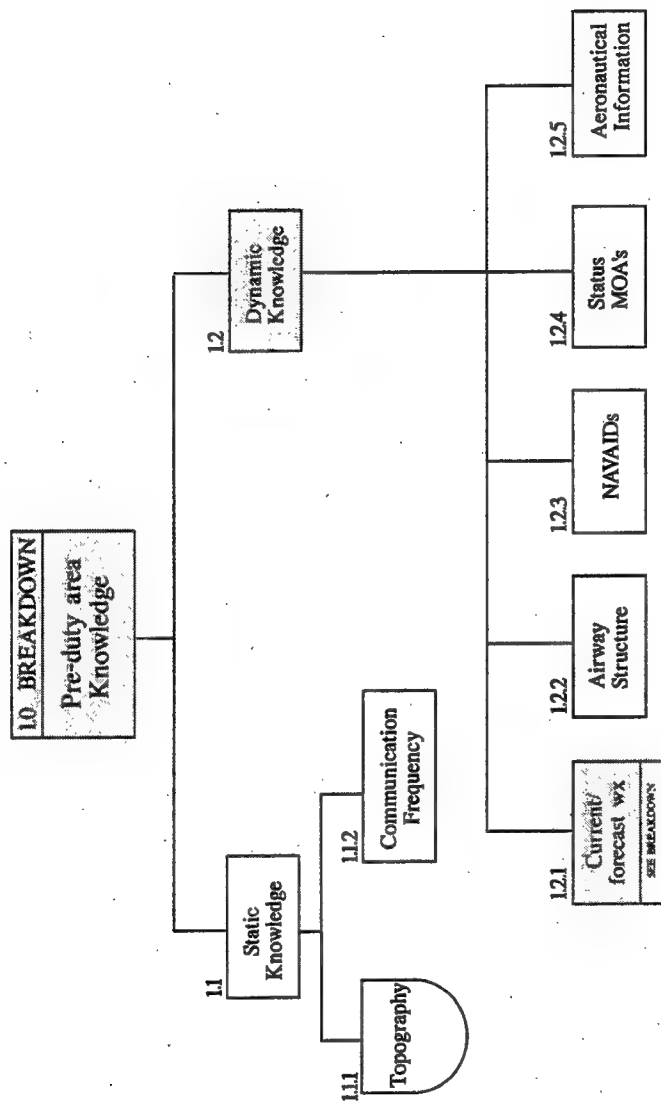 1.0 BREAKDOWN
Pre-duty area
Knowledge
1.1
Static
Knowledge
1.2
Dynamic
Knowledge
1.1.1
Topography
1.1.2
Communication
Frequency
1.2.1
Current/
forecast wx
SEE BREAKDOWN
1.2.2
Airway
Structure
1.2.3
NAVAIDs
1.2.4
Status
MOA's
1.2.5
Aeronautical
Information